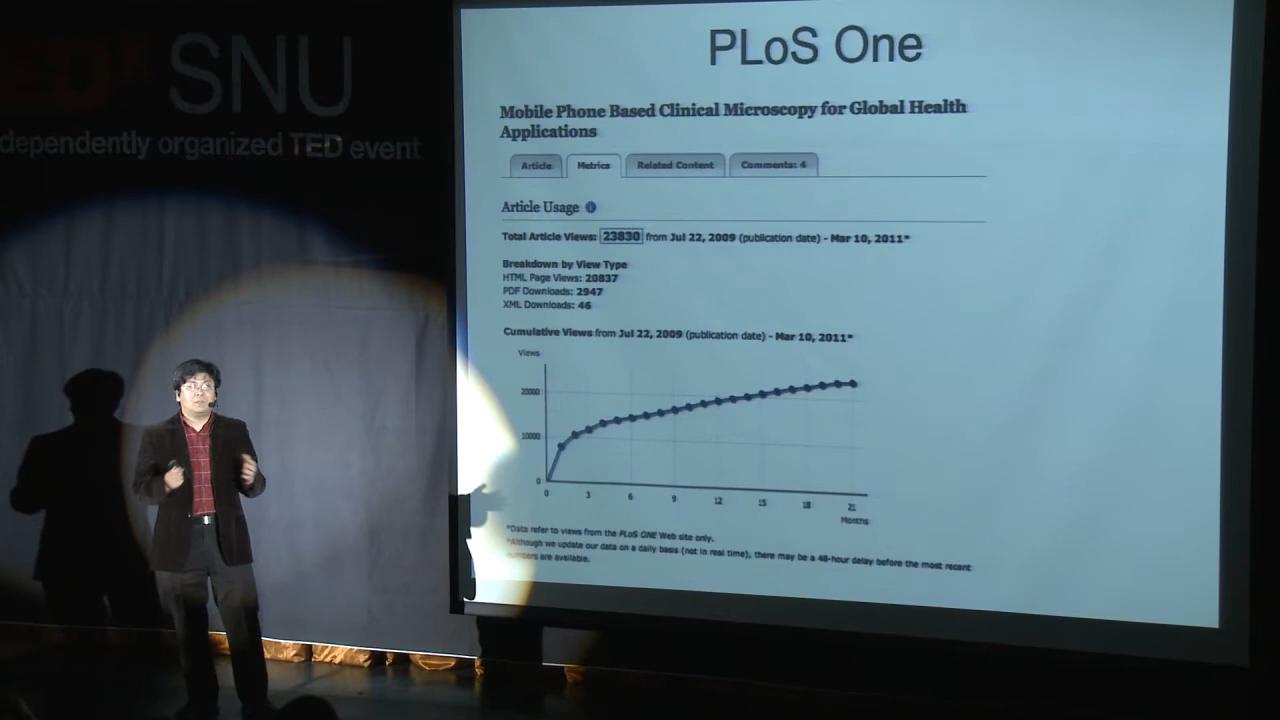 TEDx SNU
dependently organized TED event
PLoS One
Mobile Phone Based Clinical Microscopy for Global Health
Applications
Article Metrics Related Content Comments: 4
Article Usage
Total Article Views: 23830 from Jul 22, 2009 (publication date) - Mar 10, 2011*
Breakdown by View Type
HTML Page Views: 20837
PDF Downloads: 2947
XML Downloads: 46
Cumulative Views from Jul 22, 2009 (publication date) - Mar 10, 2011*
Views
20000
10000
0
0 3 6 9 12 15 18 21
Months
*Data refer to views from the PLoS ONE Web site only.
*Although we update our data on a daily basis (not in real time), there may be a 48-hour delay before the most recent
numbers are available.